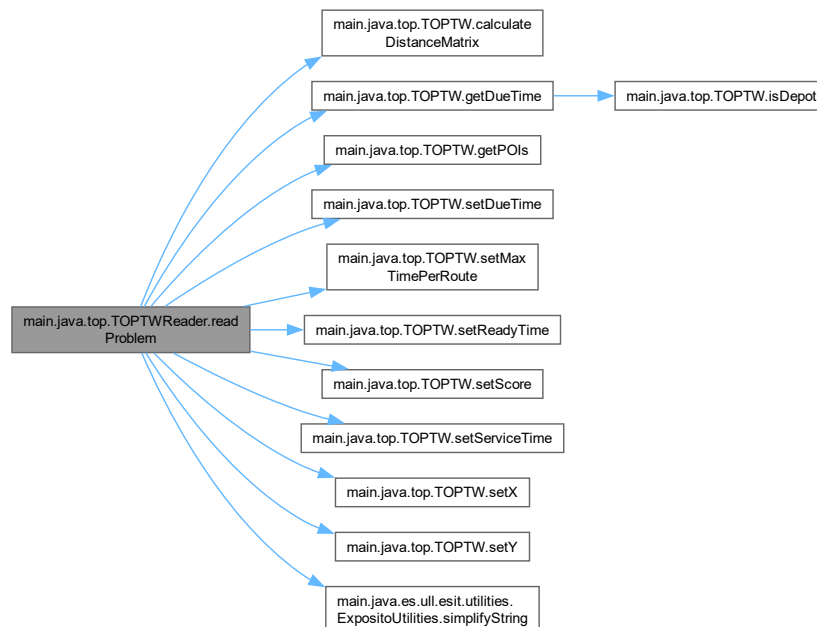 main.java.top.TOPTW.calculate
DistanceMatrix
main.java.top.TOPTW.getDueTime
main.java.top.TOPTW.isDepot
main.java.top.TOPTW.getPOIs
main.java.top.TOPTW.setDueTime
main.java.top.TOPTW.setMax
TimePerRoute
main.java.top.TOPTWReader.read
Problem
main.java.top.TOPTW.setReadyTime
main.java.top.TOPTW.setScore
main.java.top.TOPTW.setServiceTime
main.java.top.TOPTW.setX
main.java.top.TOPTW.setY
main.java.es.ull.esit.utilities.
ExpositoUtilities.simplifyString